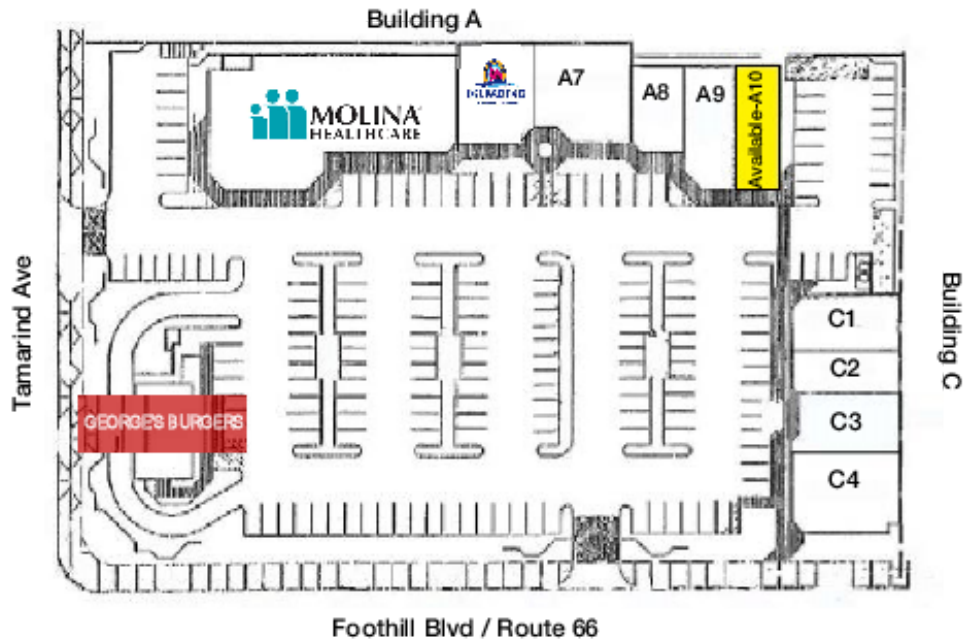 Building A
MOLINA
HEALTHCARE
A7
A8
A9
Available-A10
Tamarind Ave
Building C
C1
C2
C3
C4
GEORGE'S BURGERS
Foothill Blvd / Route 66